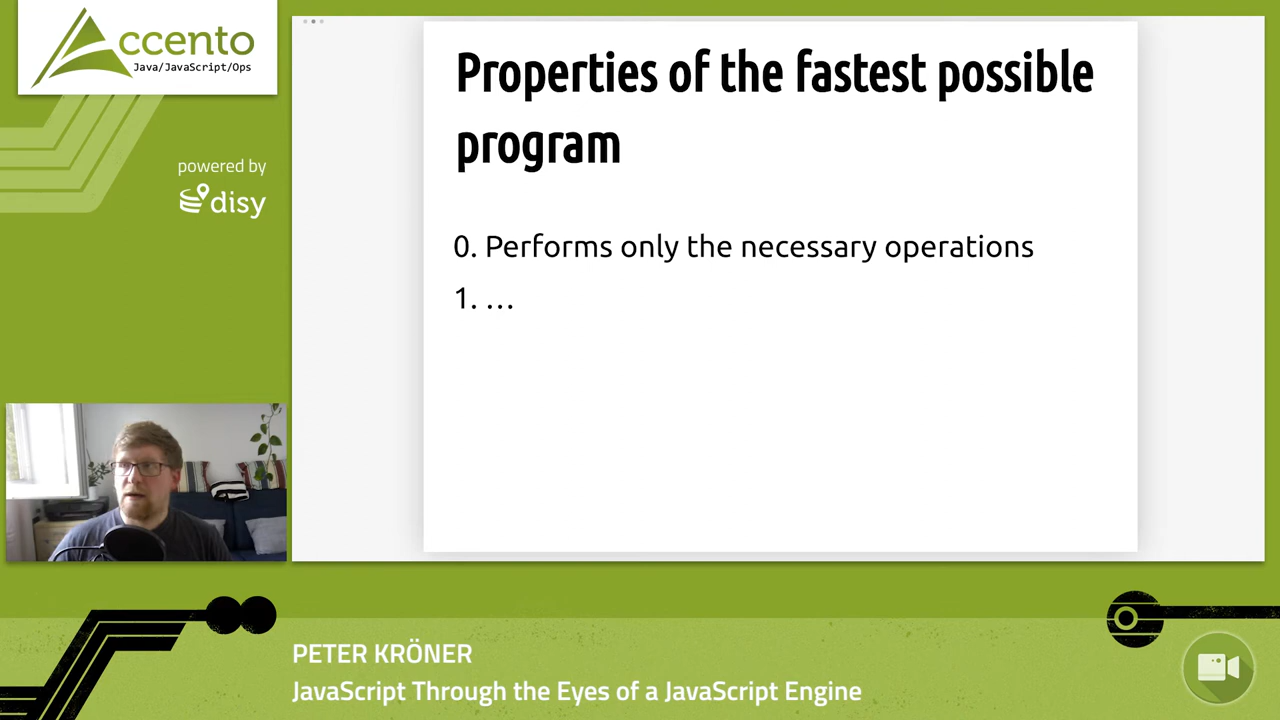 Accento
Java/JavaScript/Ops
powered by
disy
Properties of the fastest possible
program
0. Performs only the necessary operations
1. …
PETER KRÖNER
JavaScript Through the Eyes of a JavaScript Engine